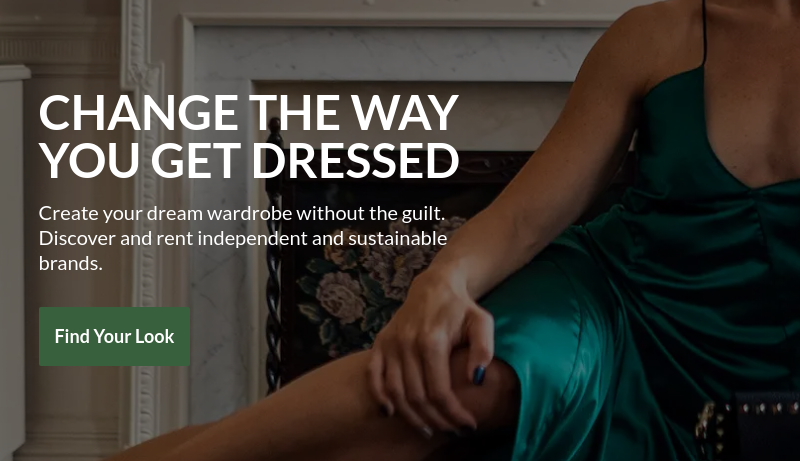 CHANGE THE WAY
YOU GET DRESSED
Create your dream wardrobe without the guilt.
Discover and rent independent and sustainable
brands.
Find Your Look